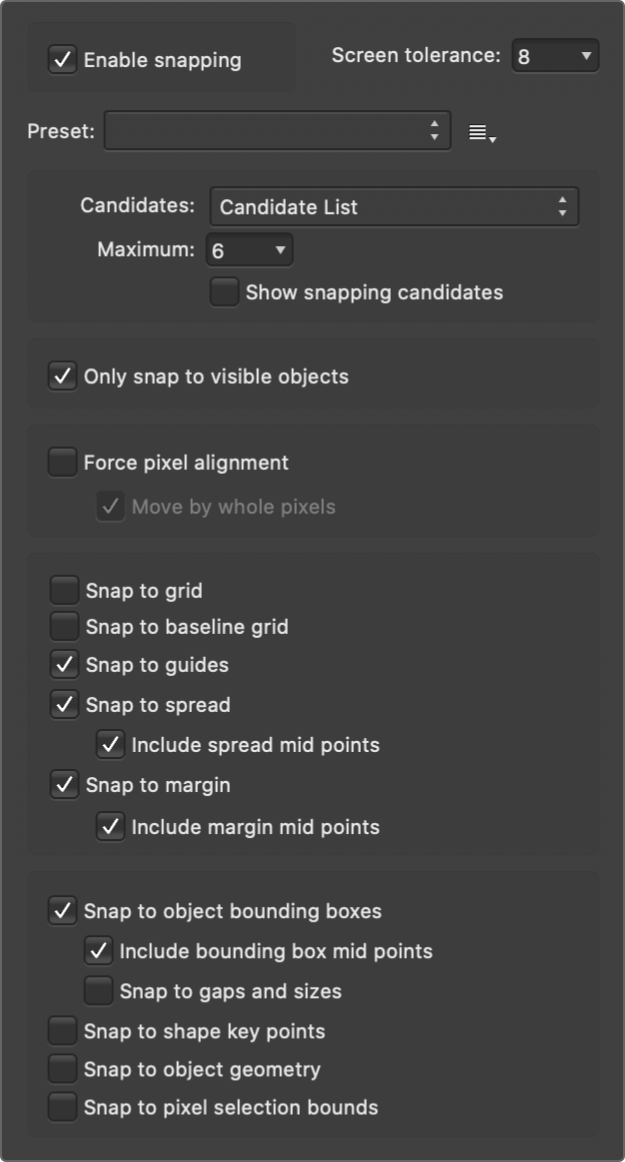 Enable snapping Screen tolerance: 8
Preset:
Candidates: Candidate List
Maximum: 6
Show snapping candidates
Only snap to visible objects
Force pixel alignment
Move by whole pixels
Snap to grid
Snap to baseline grid
Snap to guides
Snap to spread
Include spread mid points
Snap to margin
Include margin mid points
Snap to object bounding boxes
Include bounding box mid points
Snap to gaps and sizes
Snap to shape key points
Snap to object geometry
Snap to pixel selection bounds